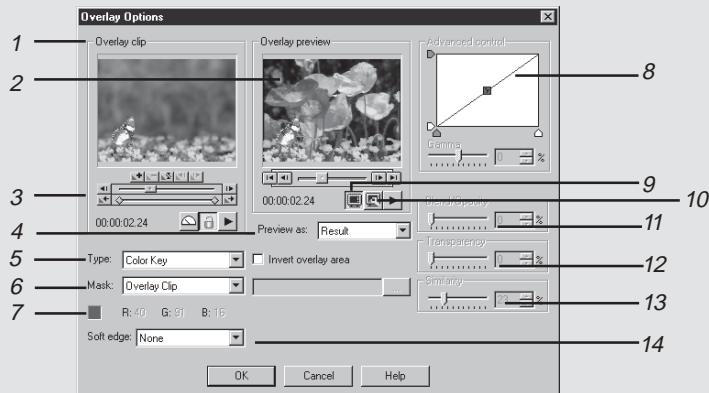 Overlay Options
1 Overlay clip Overlay preview Advanced control
2 8
Gamma
0 %
3 9
00:00:02.24 00:00:02.24 10
Blend/Opacity
4 Preview as: Result 0 % 11
5 Type: Color Key Invert overlay area Transparency
0 % 12
6 Mask: Overlay Clip ... Similarity
23 % 13
7 R: 40 G: 91 B: 16
Soft edge: None 14
OK Cancel Help